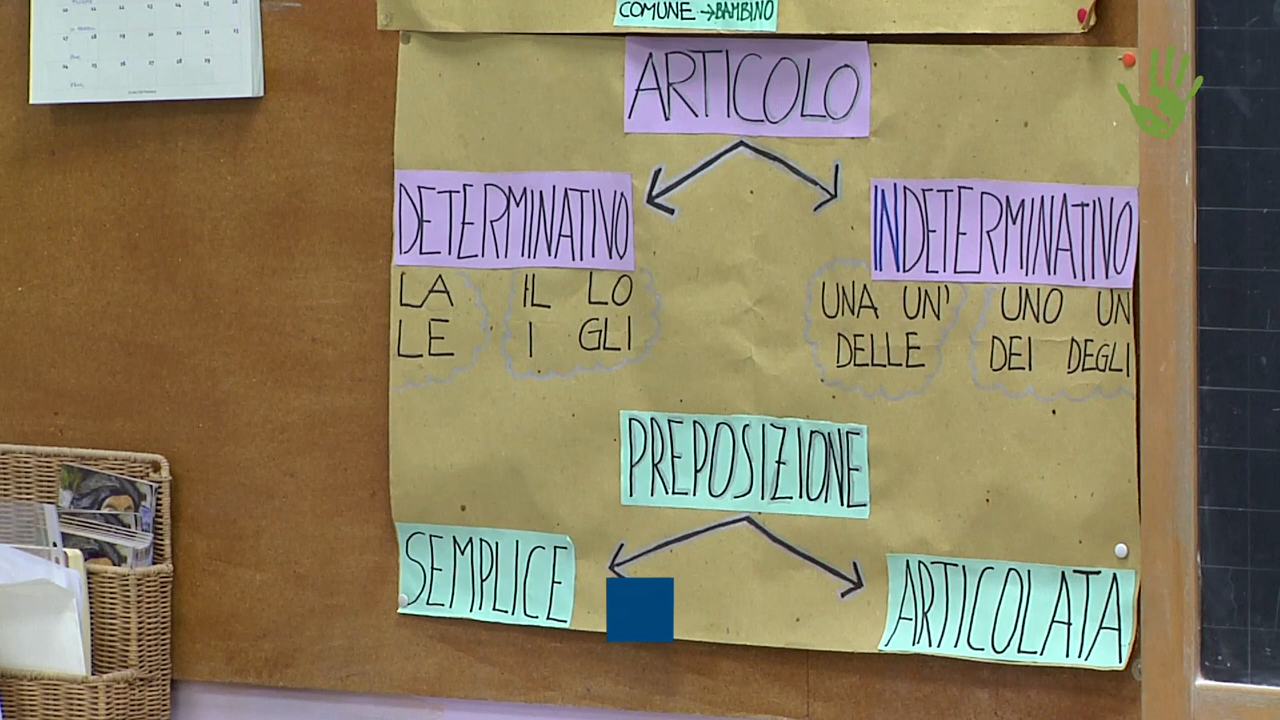 COMUNE → BAMBINO
ARTICOLO
DETERMINATIVO
INDETERMINATIVO
LA IL LO
LE I GLI
UNA UN' UNO UN
DELLE DEI DEGLI
PREPOSIZIONE
SEMPLICE
ARTICOLATA